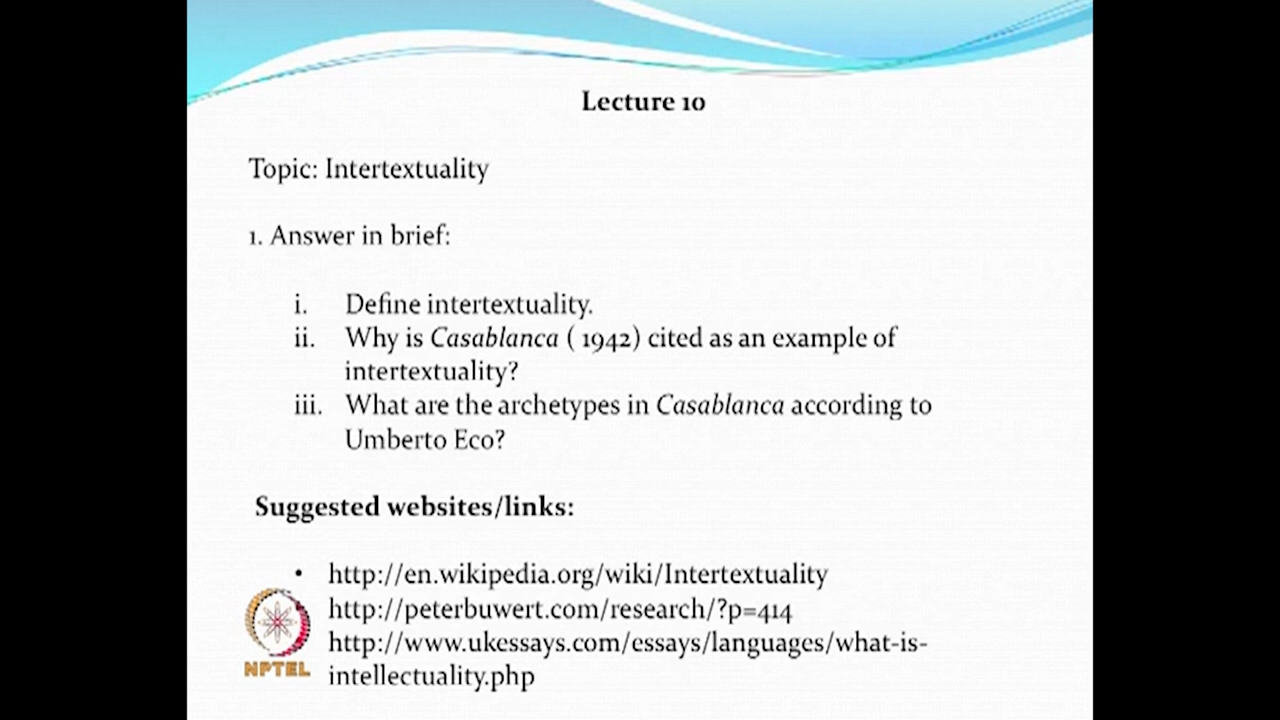 Lecture 10
Topic: Intertextuality
1. Answer in brief:
i. Define intertextuality.
ii. Why is Casablanca ( 1942) cited as an example of
intertextuality?
iii. What are the archetypes in Casablanca according to
Umberto Eco?
Suggested websites/links:
• http://en.wikipedia.org/wiki/Intertextuality
http://peterbuwert.com/research/?p=414
http://www.ukessays.com/essays/languages/what-is-
intellectuality.php
NPTEL